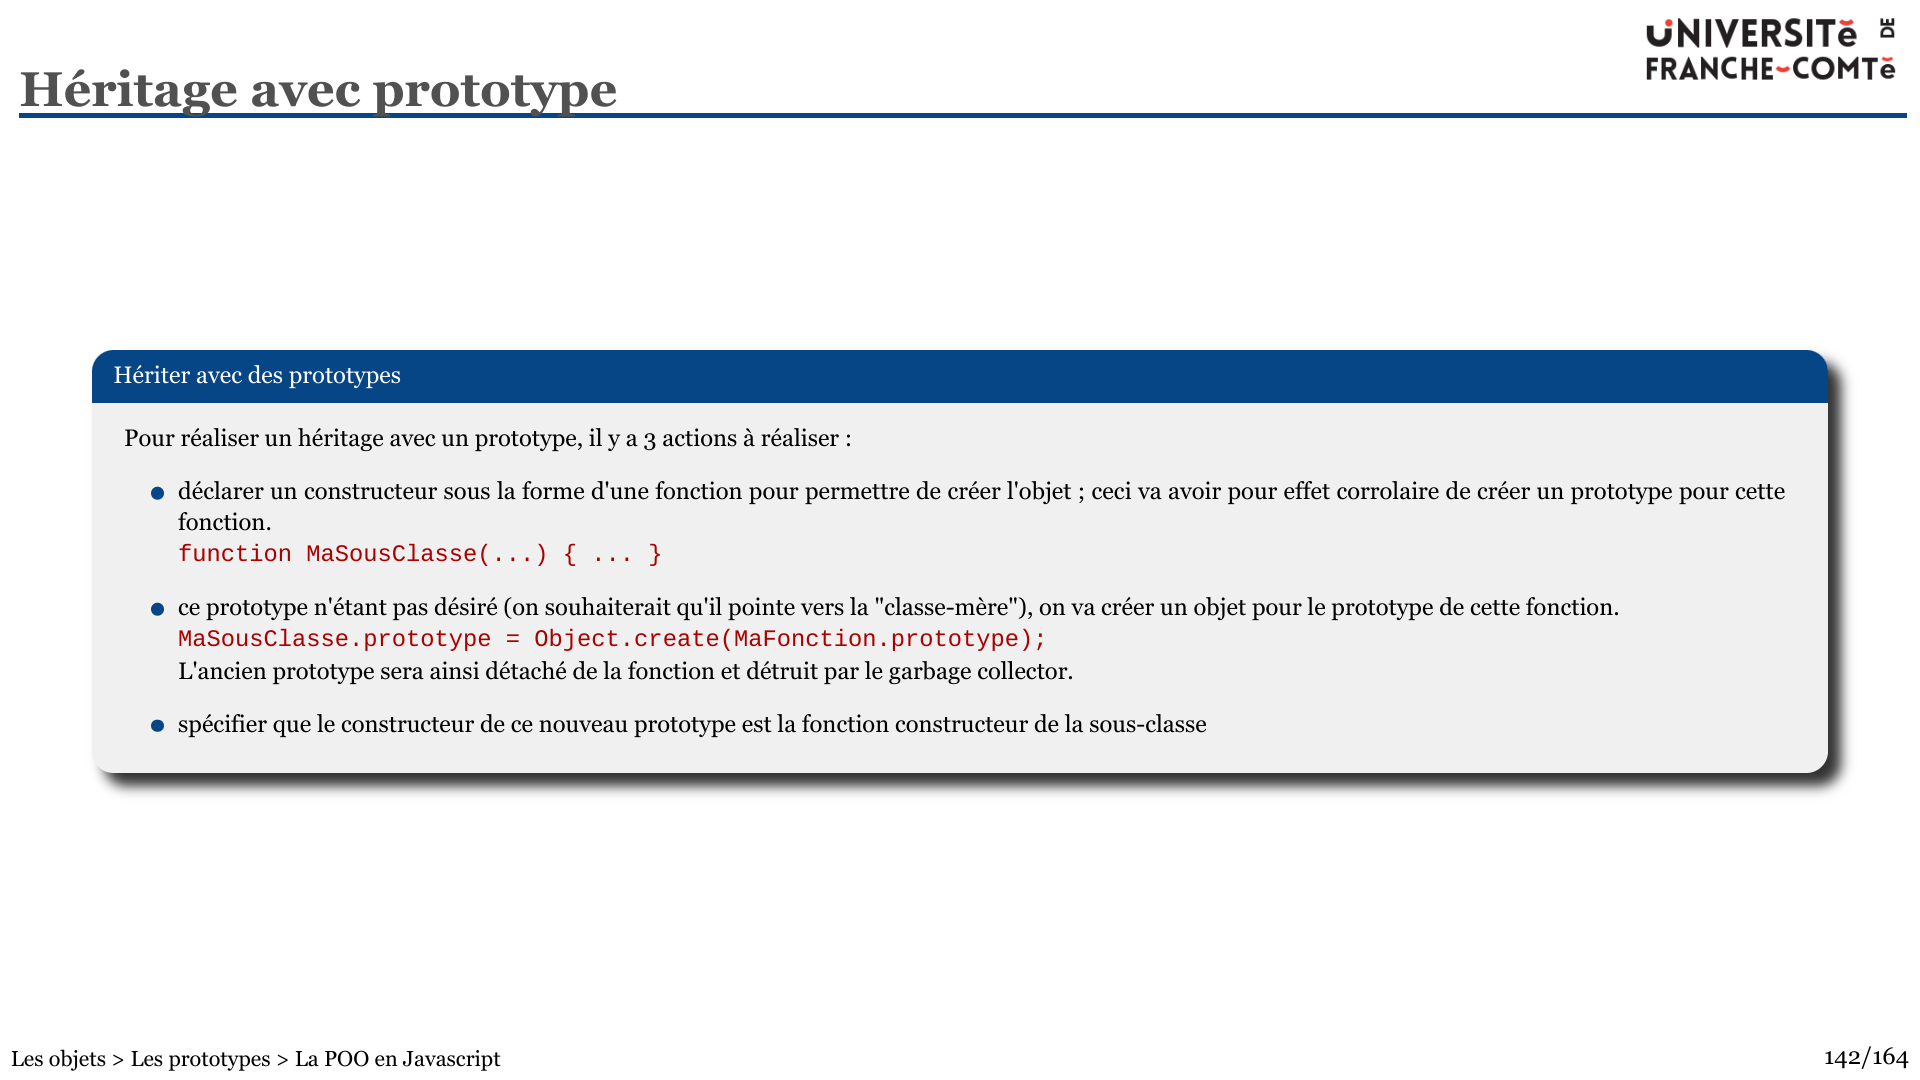 UNIVERSITĕ DE
FRANCHE-COMTĕ
Héritage avec prototype
Hériter avec des prototypes
Pour réaliser un héritage avec un prototype, il y a 3 actions à réaliser :
déclarer un constructeur sous la forme d'une fonction pour permettre de créer l'objet ; ceci va avoir pour effet corrolaire de créer un prototype pour cette
fonction.
function MaSousClasse(...) { ... }
ce prototype n'étant pas désiré (on souhaiterait qu'il pointe vers la "classe-mère"), on va créer un objet pour le prototype de cette fonction.
MaSousClasse.prototype = Object.create(MaFonction.prototype);
L'ancien prototype sera ainsi détaché de la fonction et détruit par le garbage collector.
spécifier que le constructeur de ce nouveau prototype est la fonction constructeur de la sous-classe
Les objets > Les prototypes > La POO en Javascript
142/164